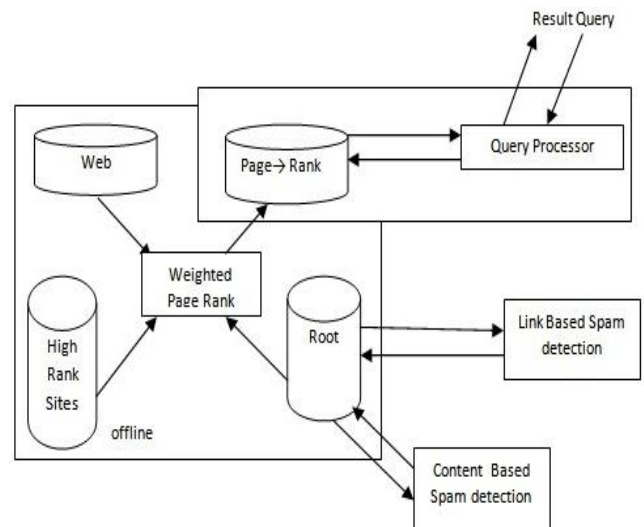 Result Query
Web
Page→ Rank
Query Processor
Weighted
Page Rank
High
Rank
Sites
Root
Link Based Spam
detection
offline
Content Based
Spam detection